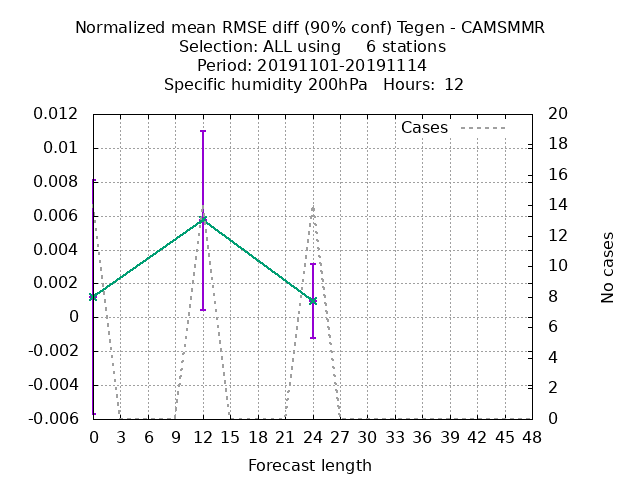 Normalized mean RMSE diff (90% conf) Tegen - CAMSMMR
Selection: ALL using     6 stations
Period: 20191101-20191114
Specific humidity 200hPa   Hours:  12
Cases
0.012
0.01
0.008
0.006
0.004
0.002
0
-0.002
-0.004
-0.006
20
18
16
14
12
10
8
6
4
2
0
No cases
0 3 6 9 12 15 18 21 24 27 30 33 36 39 42 45 48
Forecast length